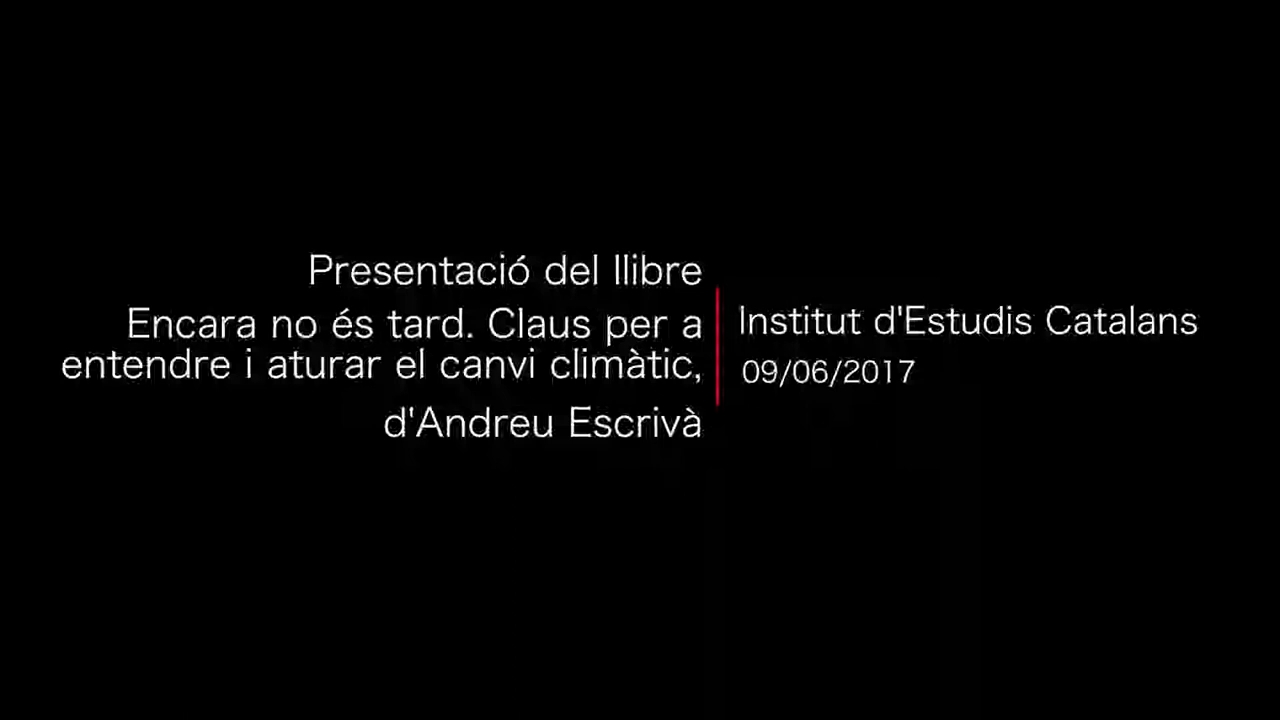 Presentació del llibre
Encara no és tard. Claus per a
entendre i aturar el canvi climàtic,
d'Andreu Escrivà
Institut d'Estudis Catalans
09/06/2017